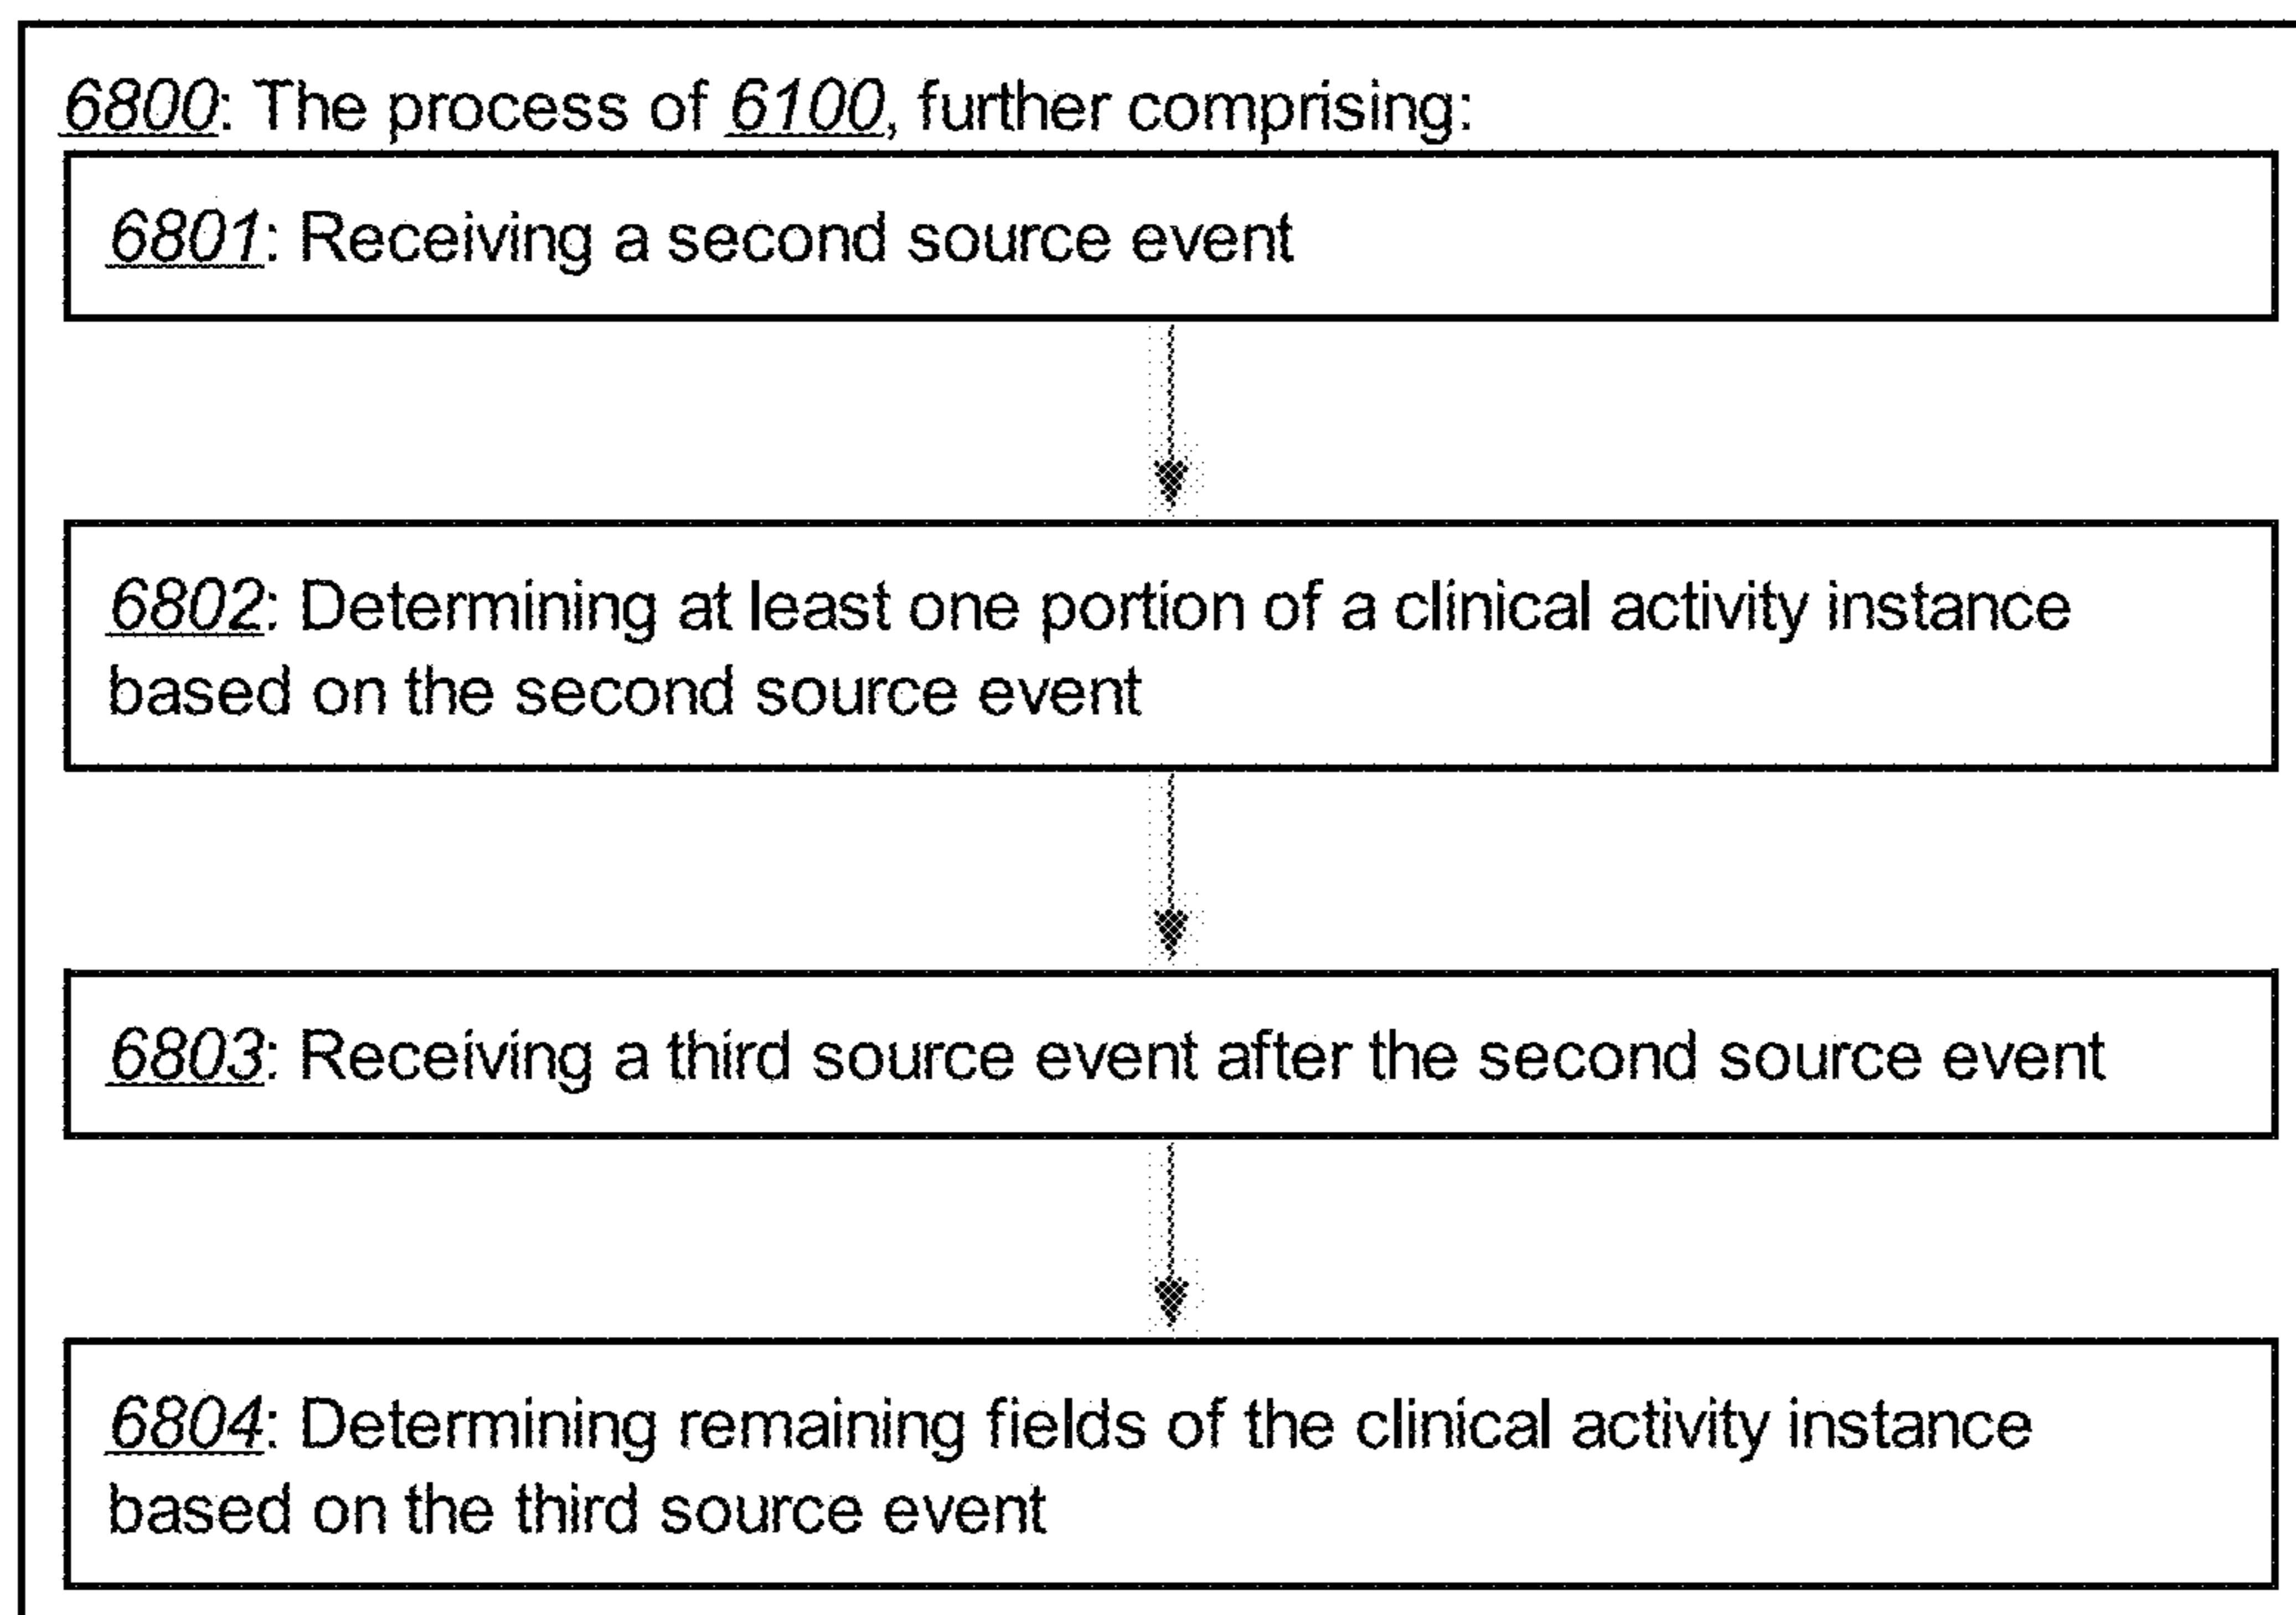 6800: The process of 6100, further comprising:
6801: Receiving a second source event
6802: Determining at least one portion of a clinical activity instance
based on the second source event
6803: Receiving a third source event after the second source event
6804: Determining remaining fields of the clinical activity instance
based on the third source event